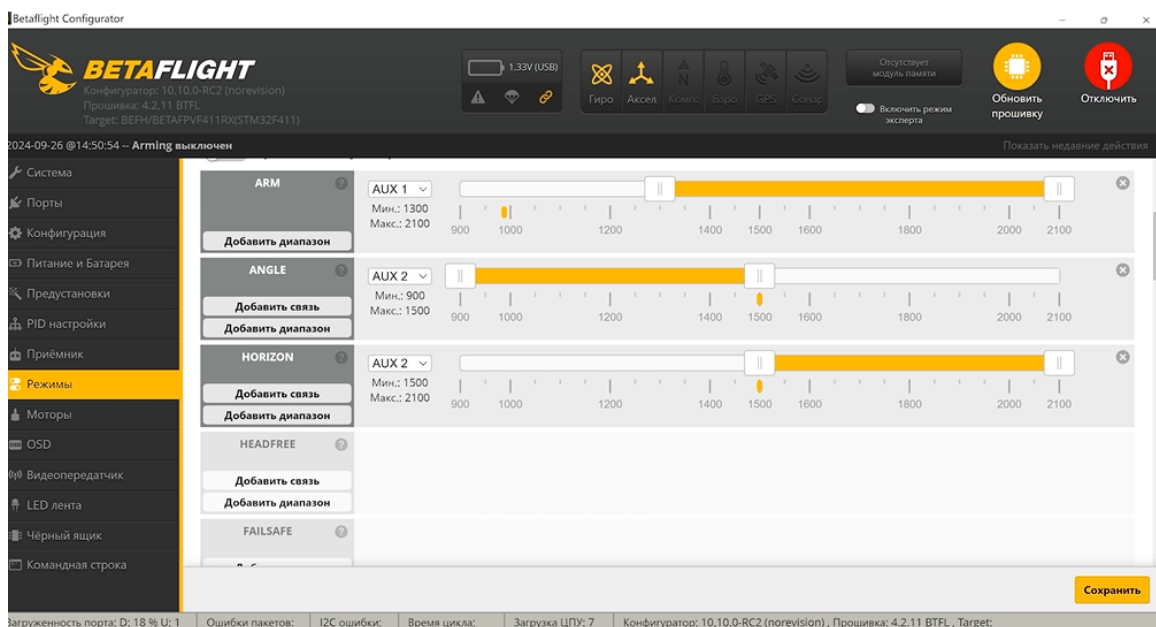 Betaflight Configurator
BETAFLIGHT
Конфигуратор: 10.10.0-RC2 (norevision)
Прошивка: 4.2.11 BTFL
Target: BEFH/BETAFPVF411RX(STM32F411)
1.33V (USB)
Гиро Аксел Комп. Баро GPS Сонар
Отсутствует
модуль памяти
Включить режим
эксперта
Обновить
прошивку
Отключить
2024-09-26 @14:50:54 -- Arming выключен
Показать недавние действия
Система
Порты
Конфигурация
Питание и Батарея
Предустановки
PID настройки
Приёмник
Режимы
Моторы
OSD
Видеопередатчик
LED лента
Чёрный ящик
Командная строка
ARM
Добавить диапазон
AUX 1
Мин.: 1300
Макс.: 2100
900 1000 1200 1400 1500 1600 1800 2000 2100
ANGLE
Добавить связь
Добавить диапазон
AUX 2
Мин.: 900
Макс.: 1500
900 1000 1200 1400 1500 1600 1800 2000 2100
HORIZON
Добавить связь
Добавить диапазон
AUX 2
Мин.: 1500
Макс.: 2100
900 1000 1200 1400 1500 1600 1800 2000 2100
HEADFREE
Добавить связь
Добавить диапазон
FAILSAFE
Сохранить
Загруженность порта: D: 18 % U: 1 Ошибки пакетов: I2C ошибки: Время цикла: Загрузка ЦПУ: 7 Конфигуратор: 10.10.0-RC2 (norevision) , Прошивка: 4.2.11 BTFL , Target: